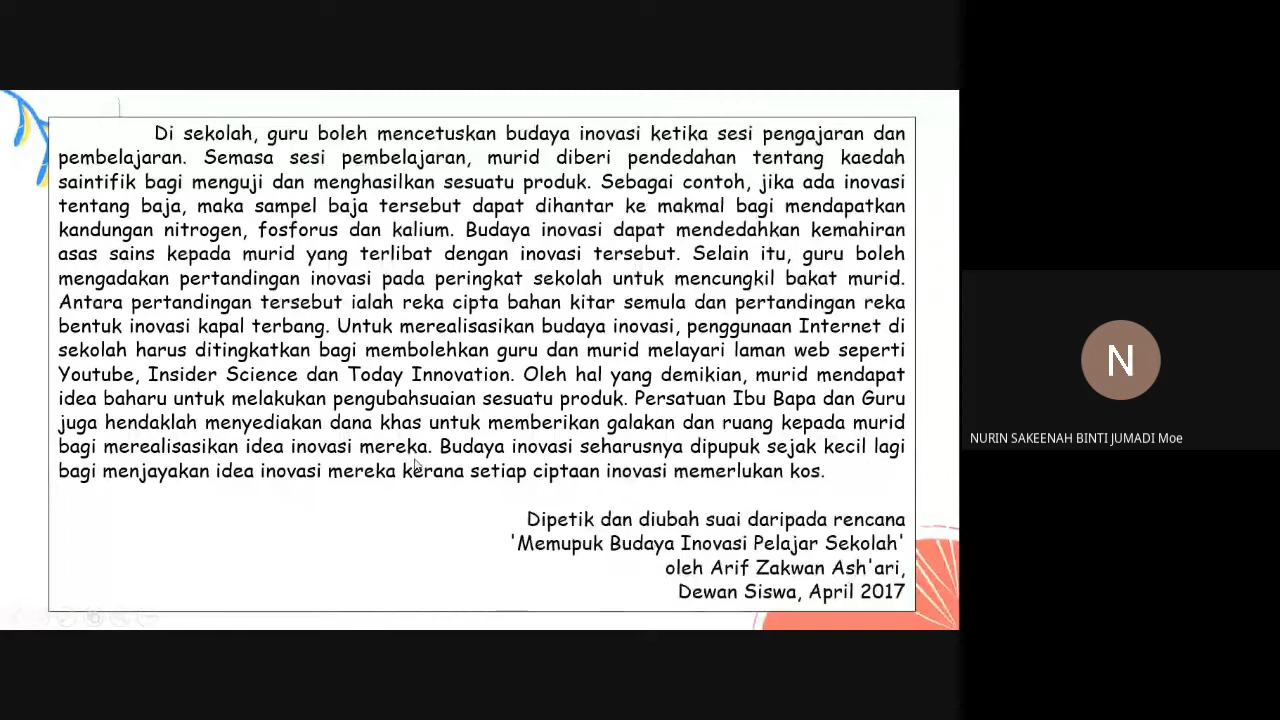 Di sekolah, guru boleh mencetuskan budaya inovasi ketika sesi pengajaran dan
pembelajaran. Semasa sesi pembelajaran, murid diberi pendedahan tentang kaedah
saintifik bagi menguji dan menghasilkan sesuatu produk. Sebagai contoh, jika ada inovasi
tentang baja, maka sampel baja tersebut dapat dihantar ke makmal bagi mendapatkan
kandungan nitrogen, fosforus dan kalium. Budaya inovasi dapat mendedahkan kemahiran
asas sains kepada murid yang terlibat dengan inovasi tersebut. Selain itu, guru boleh
mengadakan pertandingan inovasi pada peringkat sekolah untuk mencungkil bakat murid.
Antara pertandingan tersebut ialah reka cipta bahan kitar semula dan pertandingan reka
bentuk inovasi kapal terbang. Untuk merealisasikan budaya inovasi, penggunaan Internet di
sekolah harus ditingkatkan bagi membolehkan guru dan murid melayari laman web seperti
Youtube, Insider Science dan Today Innovation. Oleh hal yang demikian, murid mendapat
idea baharu untuk melakukan pengubahsuaian sesuatu produk. Persatuan Ibu Bapa dan Guru
juga hendaklah menyediakan dana khas untuk memberikan galakan dan ruang kepada murid
bagi merealisasikan idea inovasi mereka. Budaya inovasi seharusnya dipupuk sejak kecil lagi
bagi menjayakan idea inovasi mereka kerana setiap ciptaan inovasi memerlukan kos.
Dipetik dan diubah suai daripada rencana
'Memupuk Budaya Inovasi Pelajar Sekolah'
oleh Arif Zakwan Ash'ari,
Dewan Siswa, April 2017
N
NURIN SAKEENAH BINTI JUMADI Moe